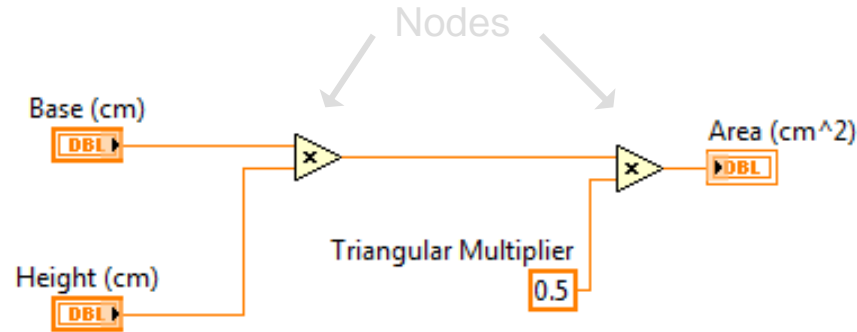 Nodes
Base (cm)
DBL
×
×
Area (cm^2)
DBL
Triangular Multiplier
0.5
Height (cm)
DBL